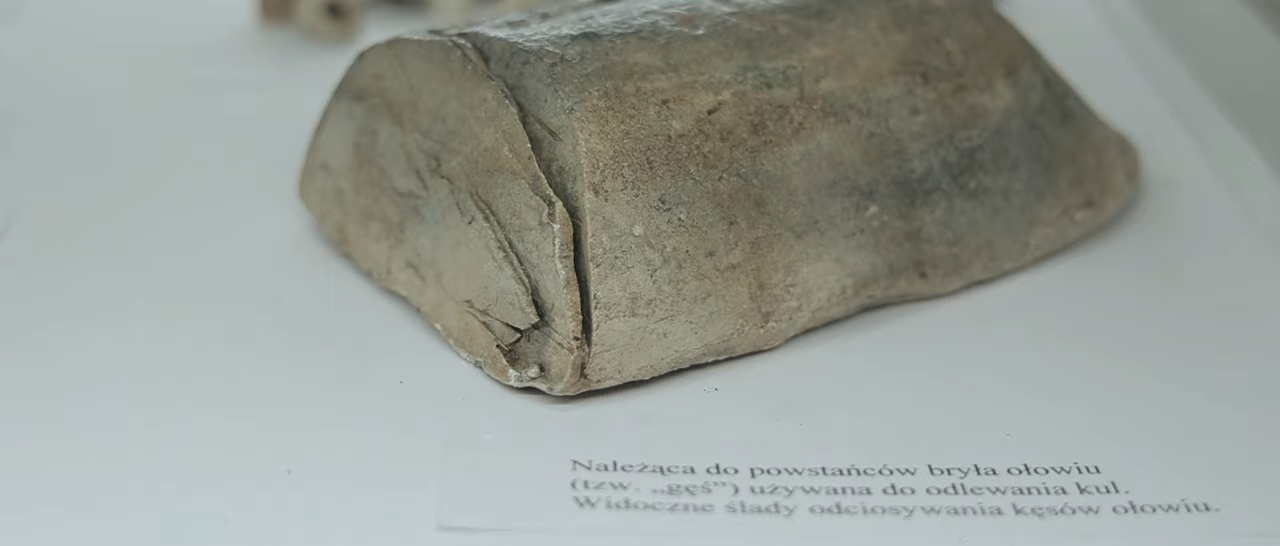 Należąca do powstańców bryła ołowiu
(tzw. „gęś”) używana do odlewania kul.
Widoczne ślady odciosywania kęsów ołowiu.